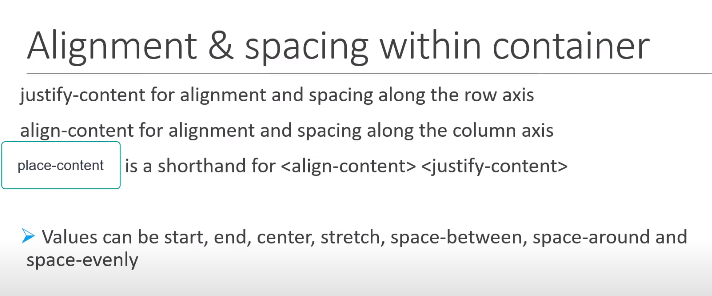 Alignment & spacing within container
justify-content for alignment and spacing along the row axis
align-content for alignment and spacing along the column axis
place-content is a shorthand for <align-content> <justify-content>
Values can be start, end, center, stretch, space-between, space-around and
space-evenly